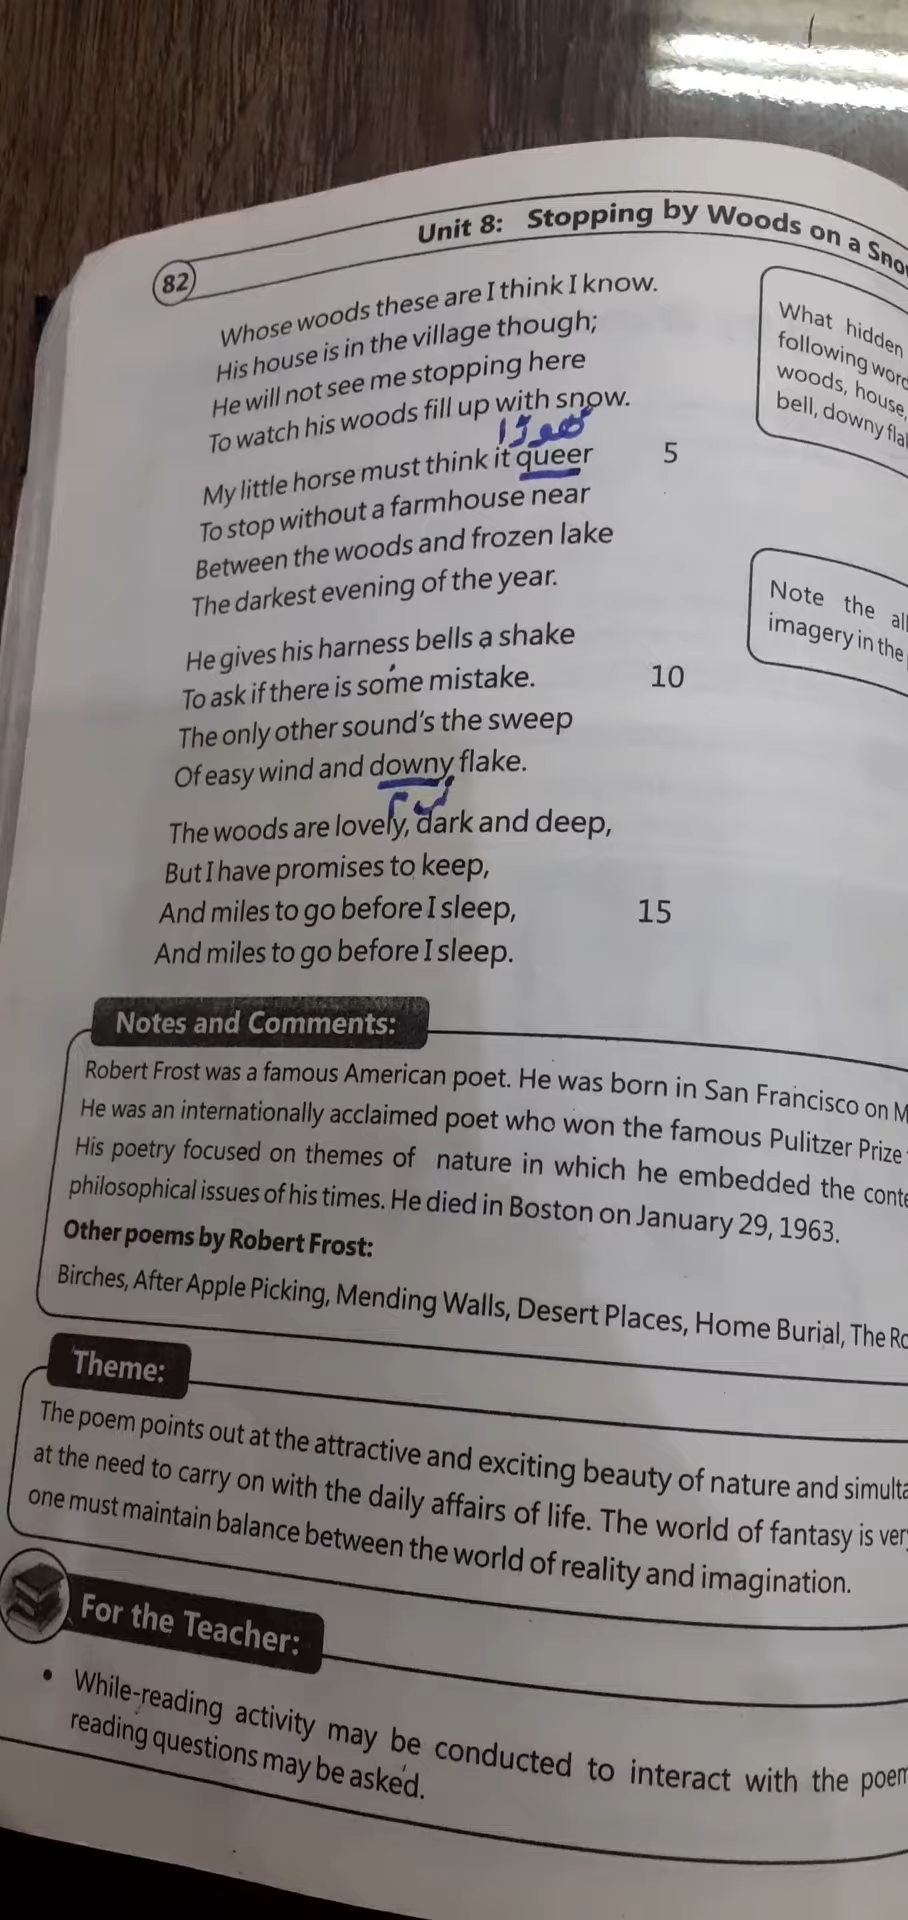 82
Unit 8: Stopping by Woods on a
Whose woods these are I think I know.
His house is in the village though;
He will not see me stopping here
To watch his woods fill up with snow.
گھوڑا
My little horse must think it queer 5
To stop without a farmhouse near
Between the woods and frozen lake
The darkest evening of the year.
He gives his harness bells a shake
To ask if there is some mistake. 10
The only other sound's the sweep
Of easy wind and downy flake.
نرم
The woods are lovely, dark and deep,
But I have promises to keep,
And miles to go before I sleep, 15
And miles to go before I sleep.
What hidden
following
woods, house,
bell, downy
Note the
imagery in the
Notes and Comments:
Robert Frost was a famous American poet. He was born in San Francisco on
He was an internationally acclaimed poet who won the famous Pulitzer Prize
His poetry focused on themes of nature in which he embedded the
philosophical issues of his times. He died in Boston on January 29, 1963.
Other poems by Robert Frost:
Birches, After Apple Picking, Mending Walls, Desert Places, Home Burial, The
Theme:
The poem points out at the attractive and exciting beauty of nature and
at the need to carry on with the daily affairs of life. The world of fantasy is
one must maintain balance between the world of reality and imagination.
For the Teacher:
• While-reading activity may be conducted to interact with the
reading questions may be asked.